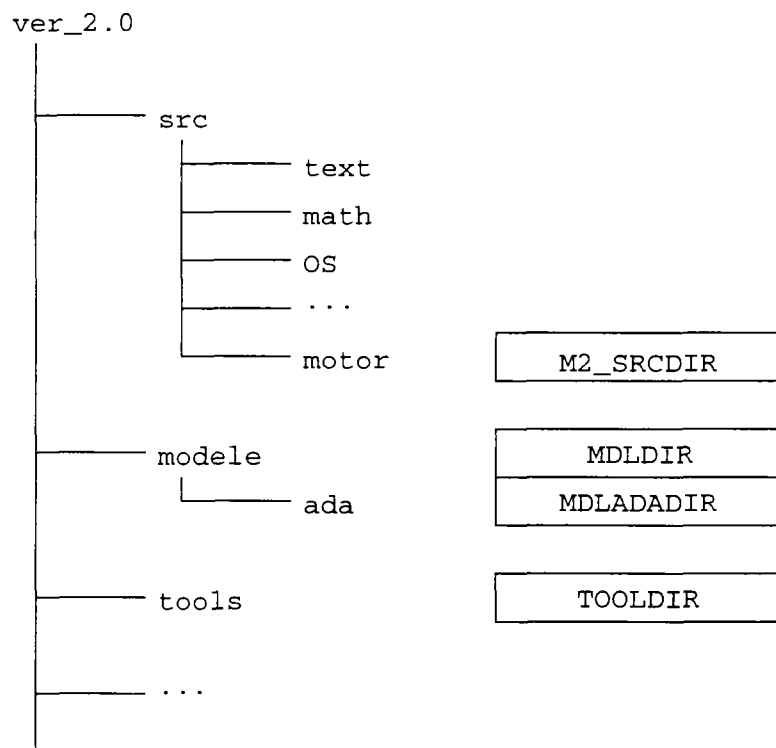 ver_2.0
src
text
math
OS
...
motor M2_SRCDIR
modele MDLDIR
ada MDLADADIR
tools TOOLDIR
...